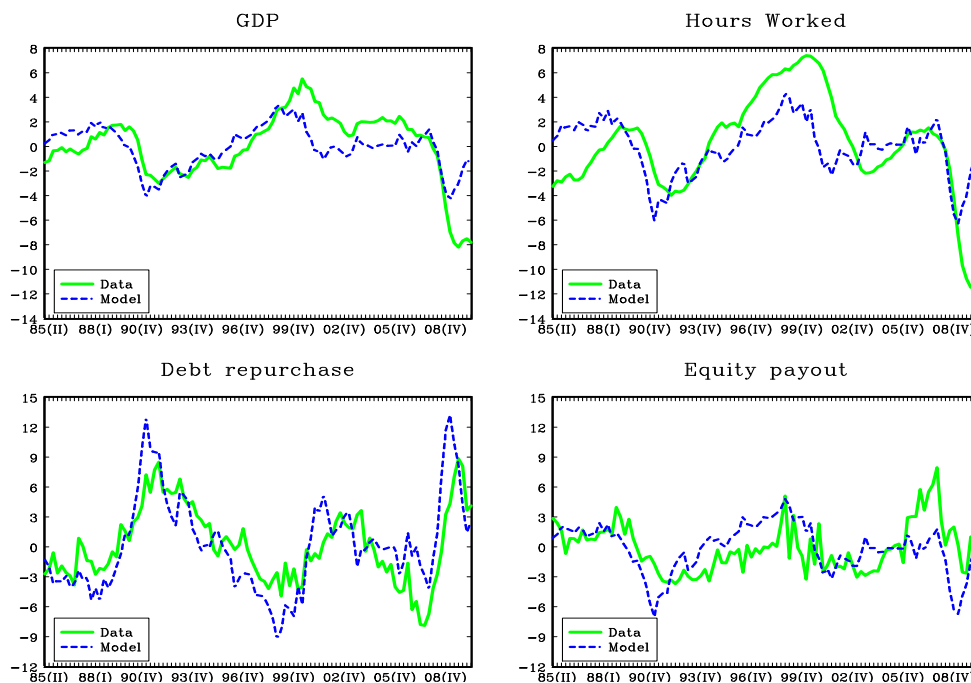 GDP
8
6
4
2
0
−2
−4
−6
−8
−10
−12
−14
Data
Model
85(II) 88(I) 90(IV) 93(IV) 96(IV) 99(IV) 02(IV) 05(IV) 08(IV)
Hours Worked
8
6
4
2
0
−2
−4
−6
−8
−10
−12
−14
Data
Model
85(II) 88(I) 90(IV) 93(IV) 96(IV) 99(IV) 02(IV) 05(IV) 08(IV)
Debt repurchase
15
12
9
6
3
0
−3
−6
−9
−12
Data
Model
85(II) 88(I) 90(IV) 93(IV) 96(IV) 99(IV) 02(IV) 05(IV) 08(IV)
Equity payout
15
12
9
6
3
0
−3
−6
−9
−12
Data
Model
85(II) 88(I) 90(IV) 93(IV) 96(IV) 99(IV) 02(IV) 05(IV) 08(IV)